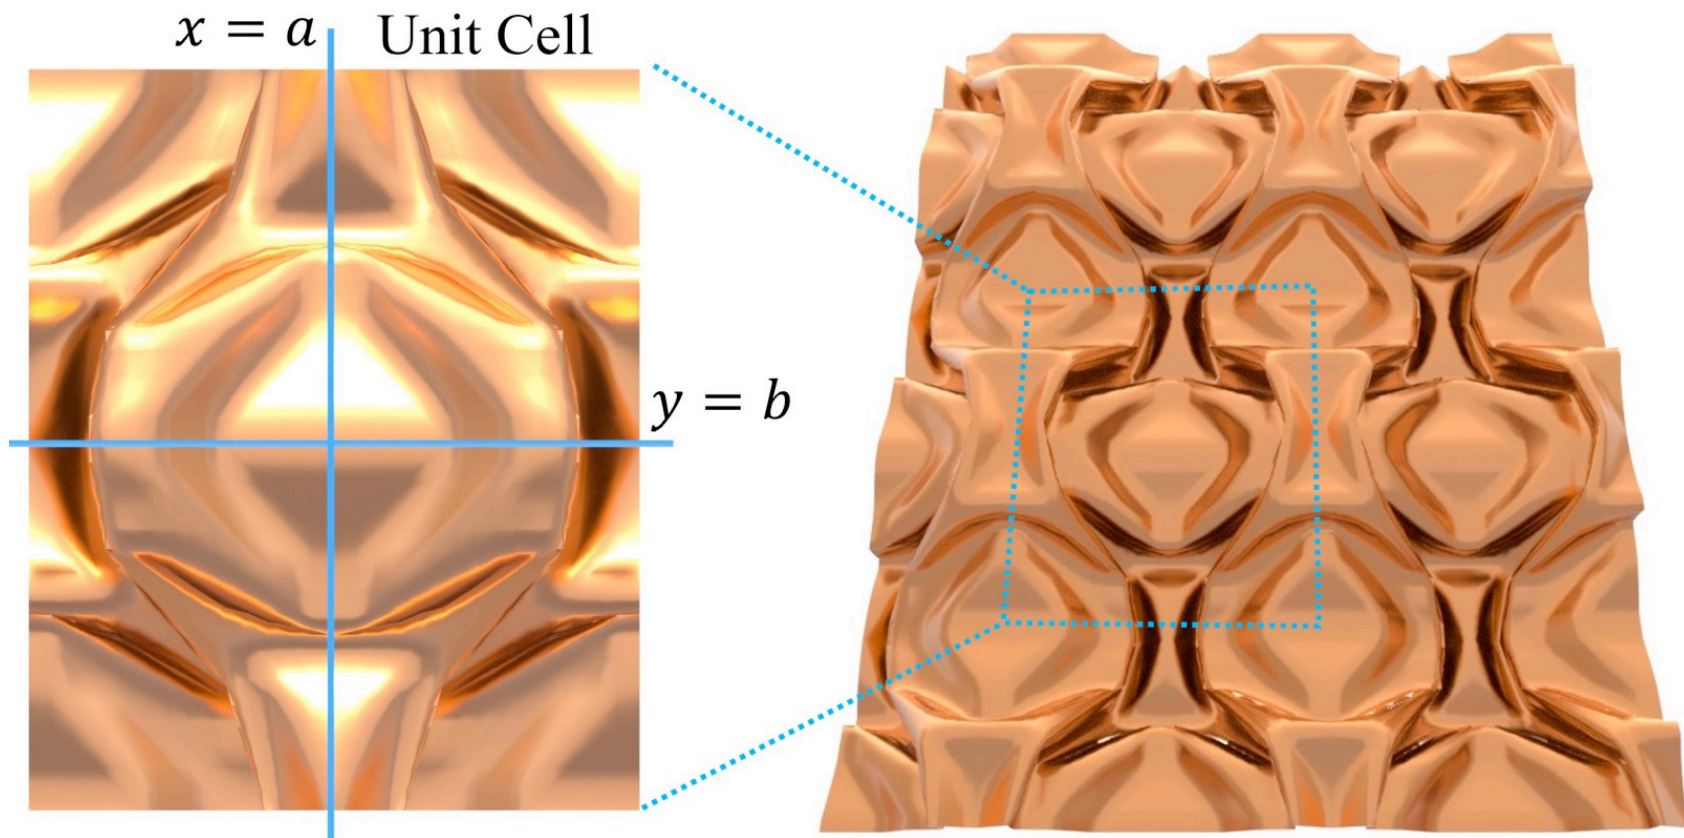 x = a
Unit Cell
y = b